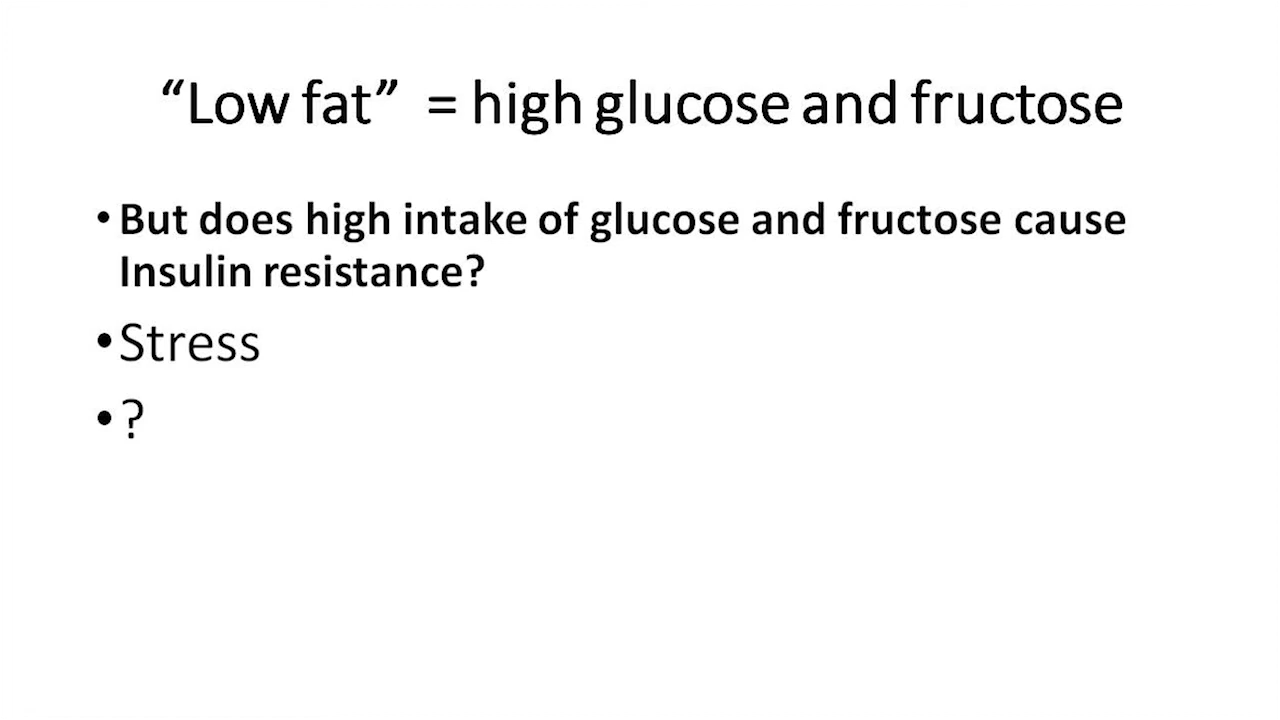 “Low fat” = high glucose and fructose
• But does high intake of glucose and fructose cause
Insulin resistance?
• Stress
• ?